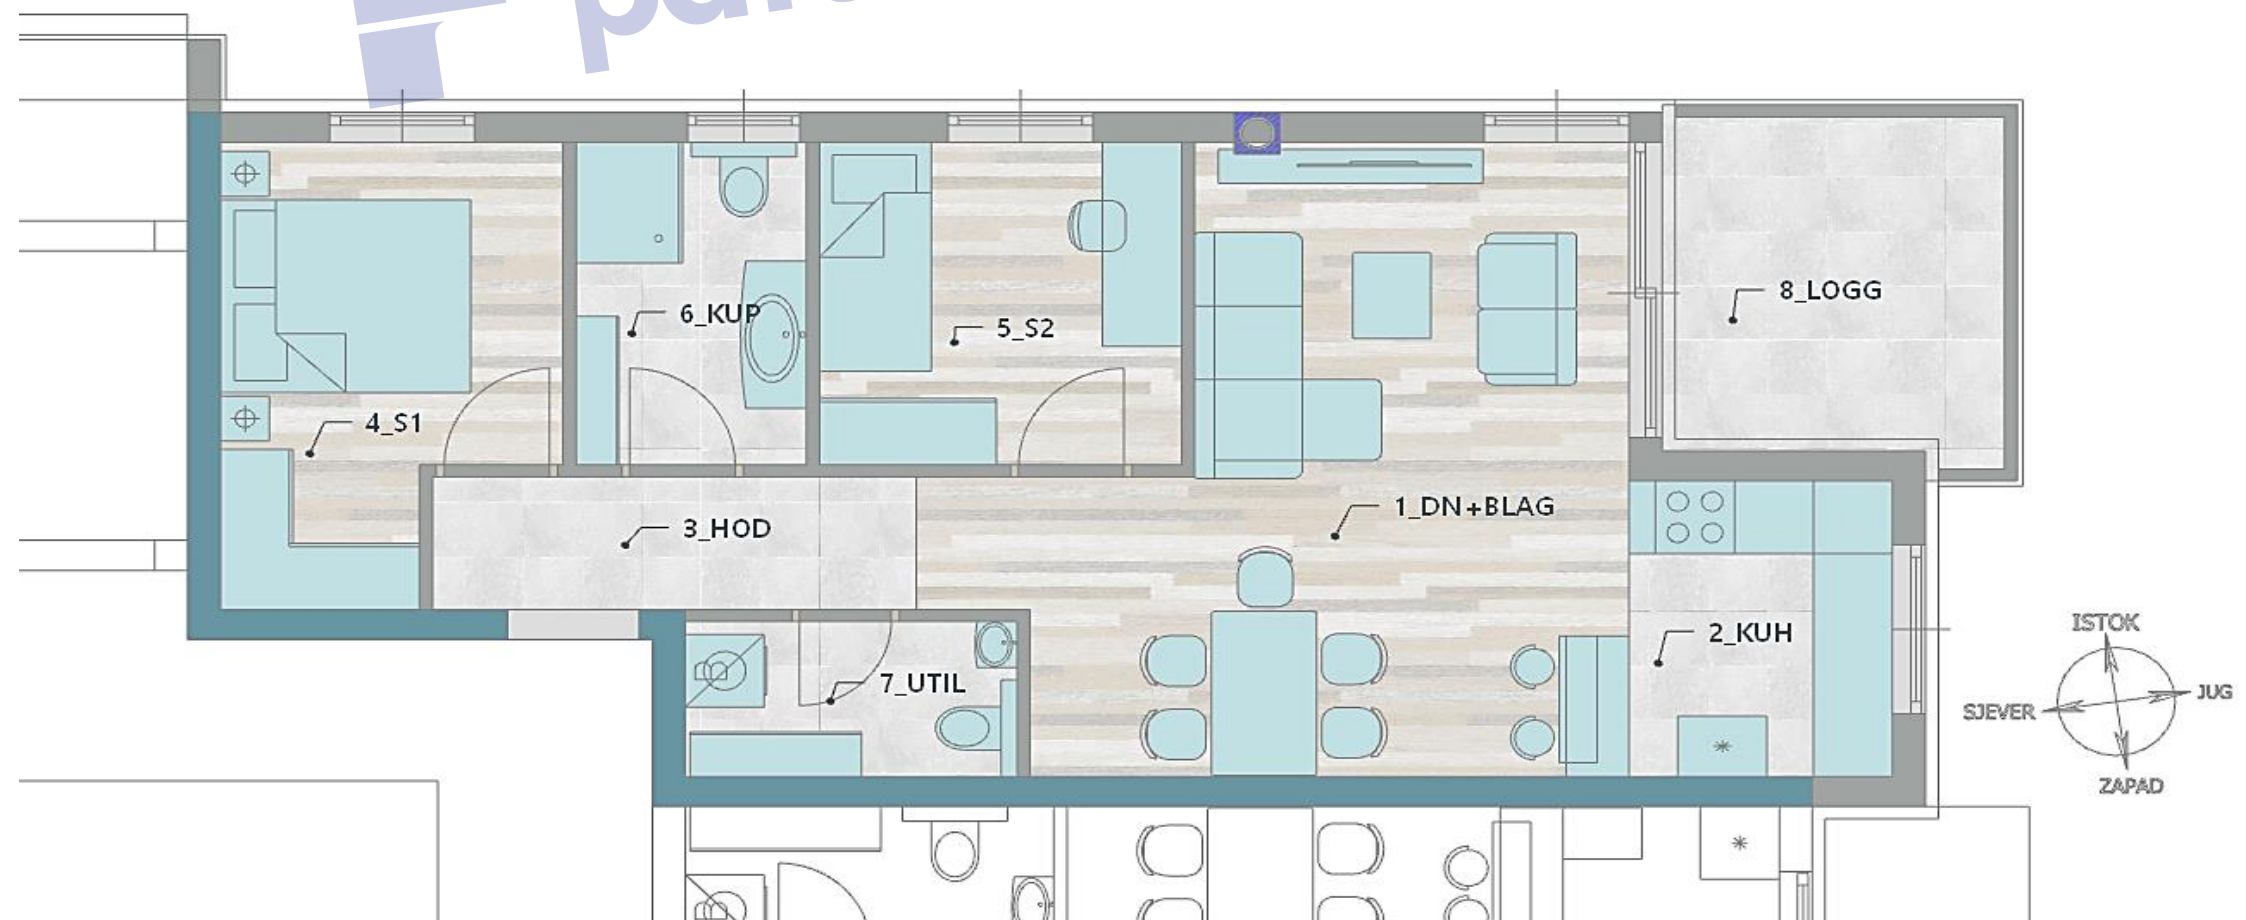 8_LOGG
6_KUP
5_S2
4_S1
1_DN+BLAG
3_HOD
2_KUH
7_UTIL
ISTOK
JUG
SJEVER
ZAPAD